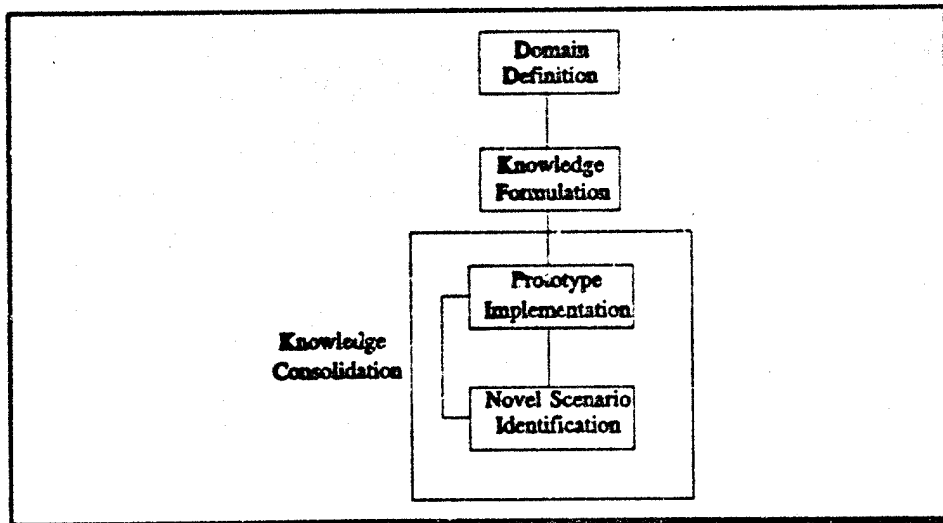 Domain
Definition
Knowledge
Formulation
Prototype
Implementation
Knowledge
Consolidation
Novel Scenario
Identification